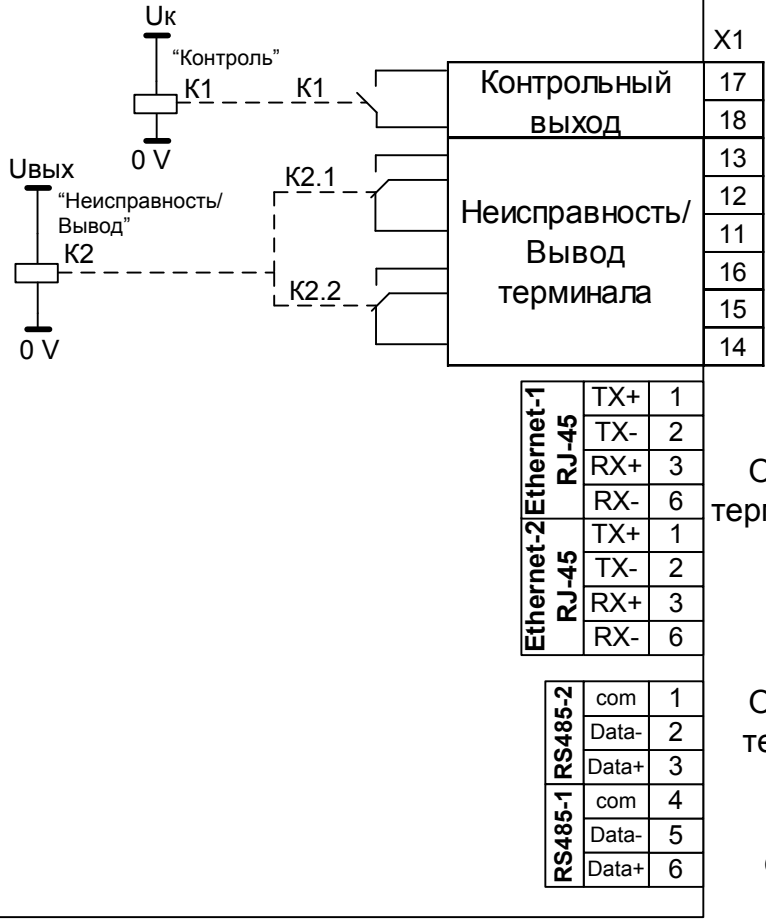 Uк
“Контроль”
К1
К1
0 V
X1
Контрольный
выход
17
18
Uвых
“Неисправность/
Вывод”
К2
0 V
К2.1
К2.2
Неисправность/
Вывод
терминала
13
12
11
16
15
14
Ethernet-1
RJ-45
TX+ 1
TX- 2
RX+ 3
RX- 6
Ethernet-2
RJ-45
TX+ 1
TX- 2
RX+ 3
RX- 6
RS485-2
com 1
Data- 2
Data+ 3
RS485-1
com 4
Data- 5
Data+ 6